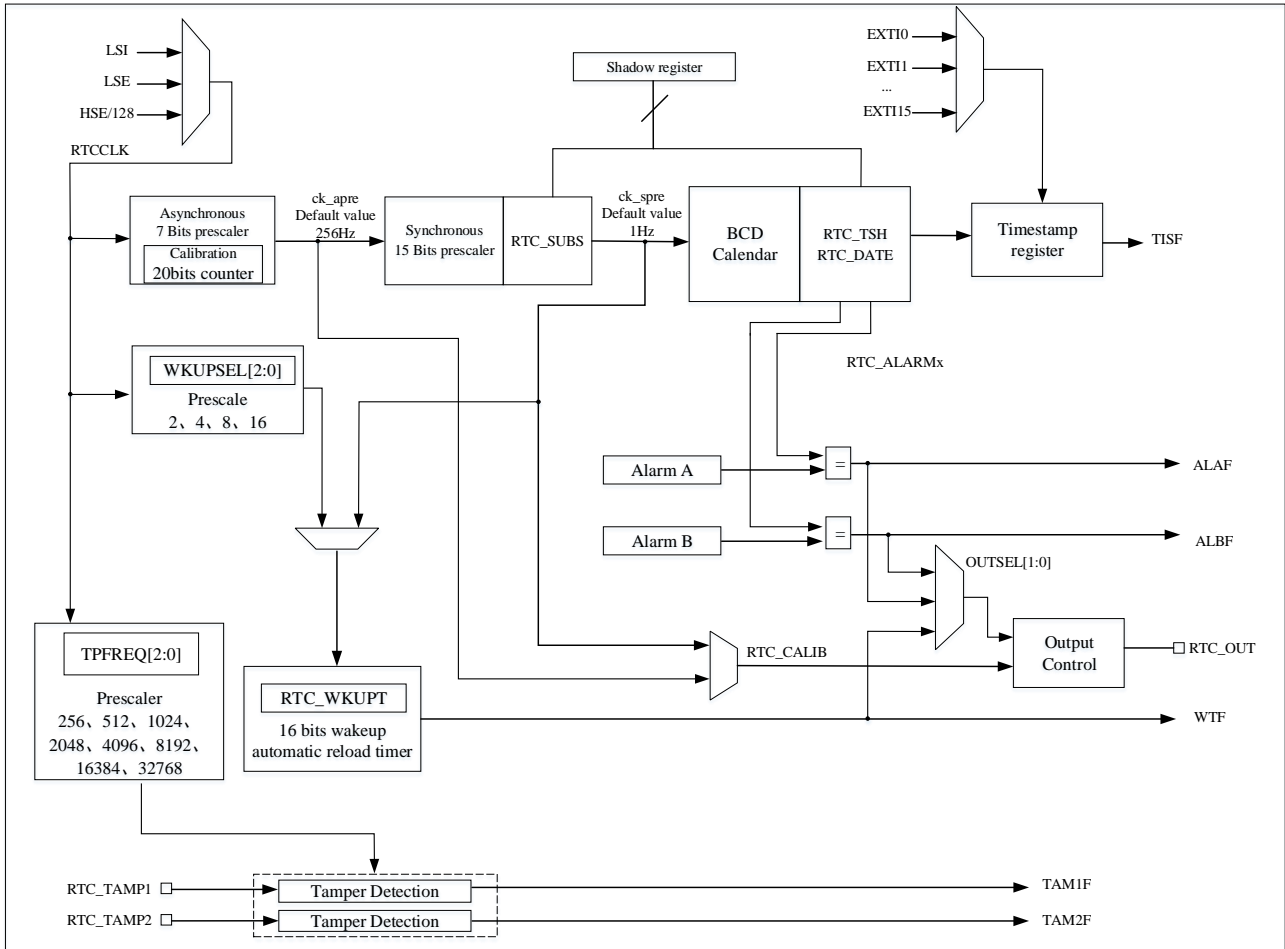 LSI
LSE
HSE/128
RTCCLK
Shadow register
EXTI0
EXTI1
...
EXTI15
Asynchronous
7 Bits prescaler
Calibration
20bits counter
ck_apre
Default value
256Hz
Synchronous
15 Bits prescaler
RTC_SUBS
ck_spre
Default value
1Hz
BCD
Calendar
RTC_TSH
RTC_DATE
Timestamp
register
TISF
WKUPSEL[2:0]
Prescale
2、4、8、16
RTC_ALARMx
Alarm A
=
ALAF
Alarm B
=
ALBF
OUTSEL[1:0]
TPFREQ[2:0]
Prescaler
256、512、1024、
2048、4096、8192、
16384、32768
RTC_WKUPT
16 bits wakeup
automatic reload timer
RTC_CALIB
Output
Control
RTC_OUT
WTF
RTC_TAMP1
Tamper Detection
TAM1F
RTC_TAMP2
Tamper Detection
TAM2F